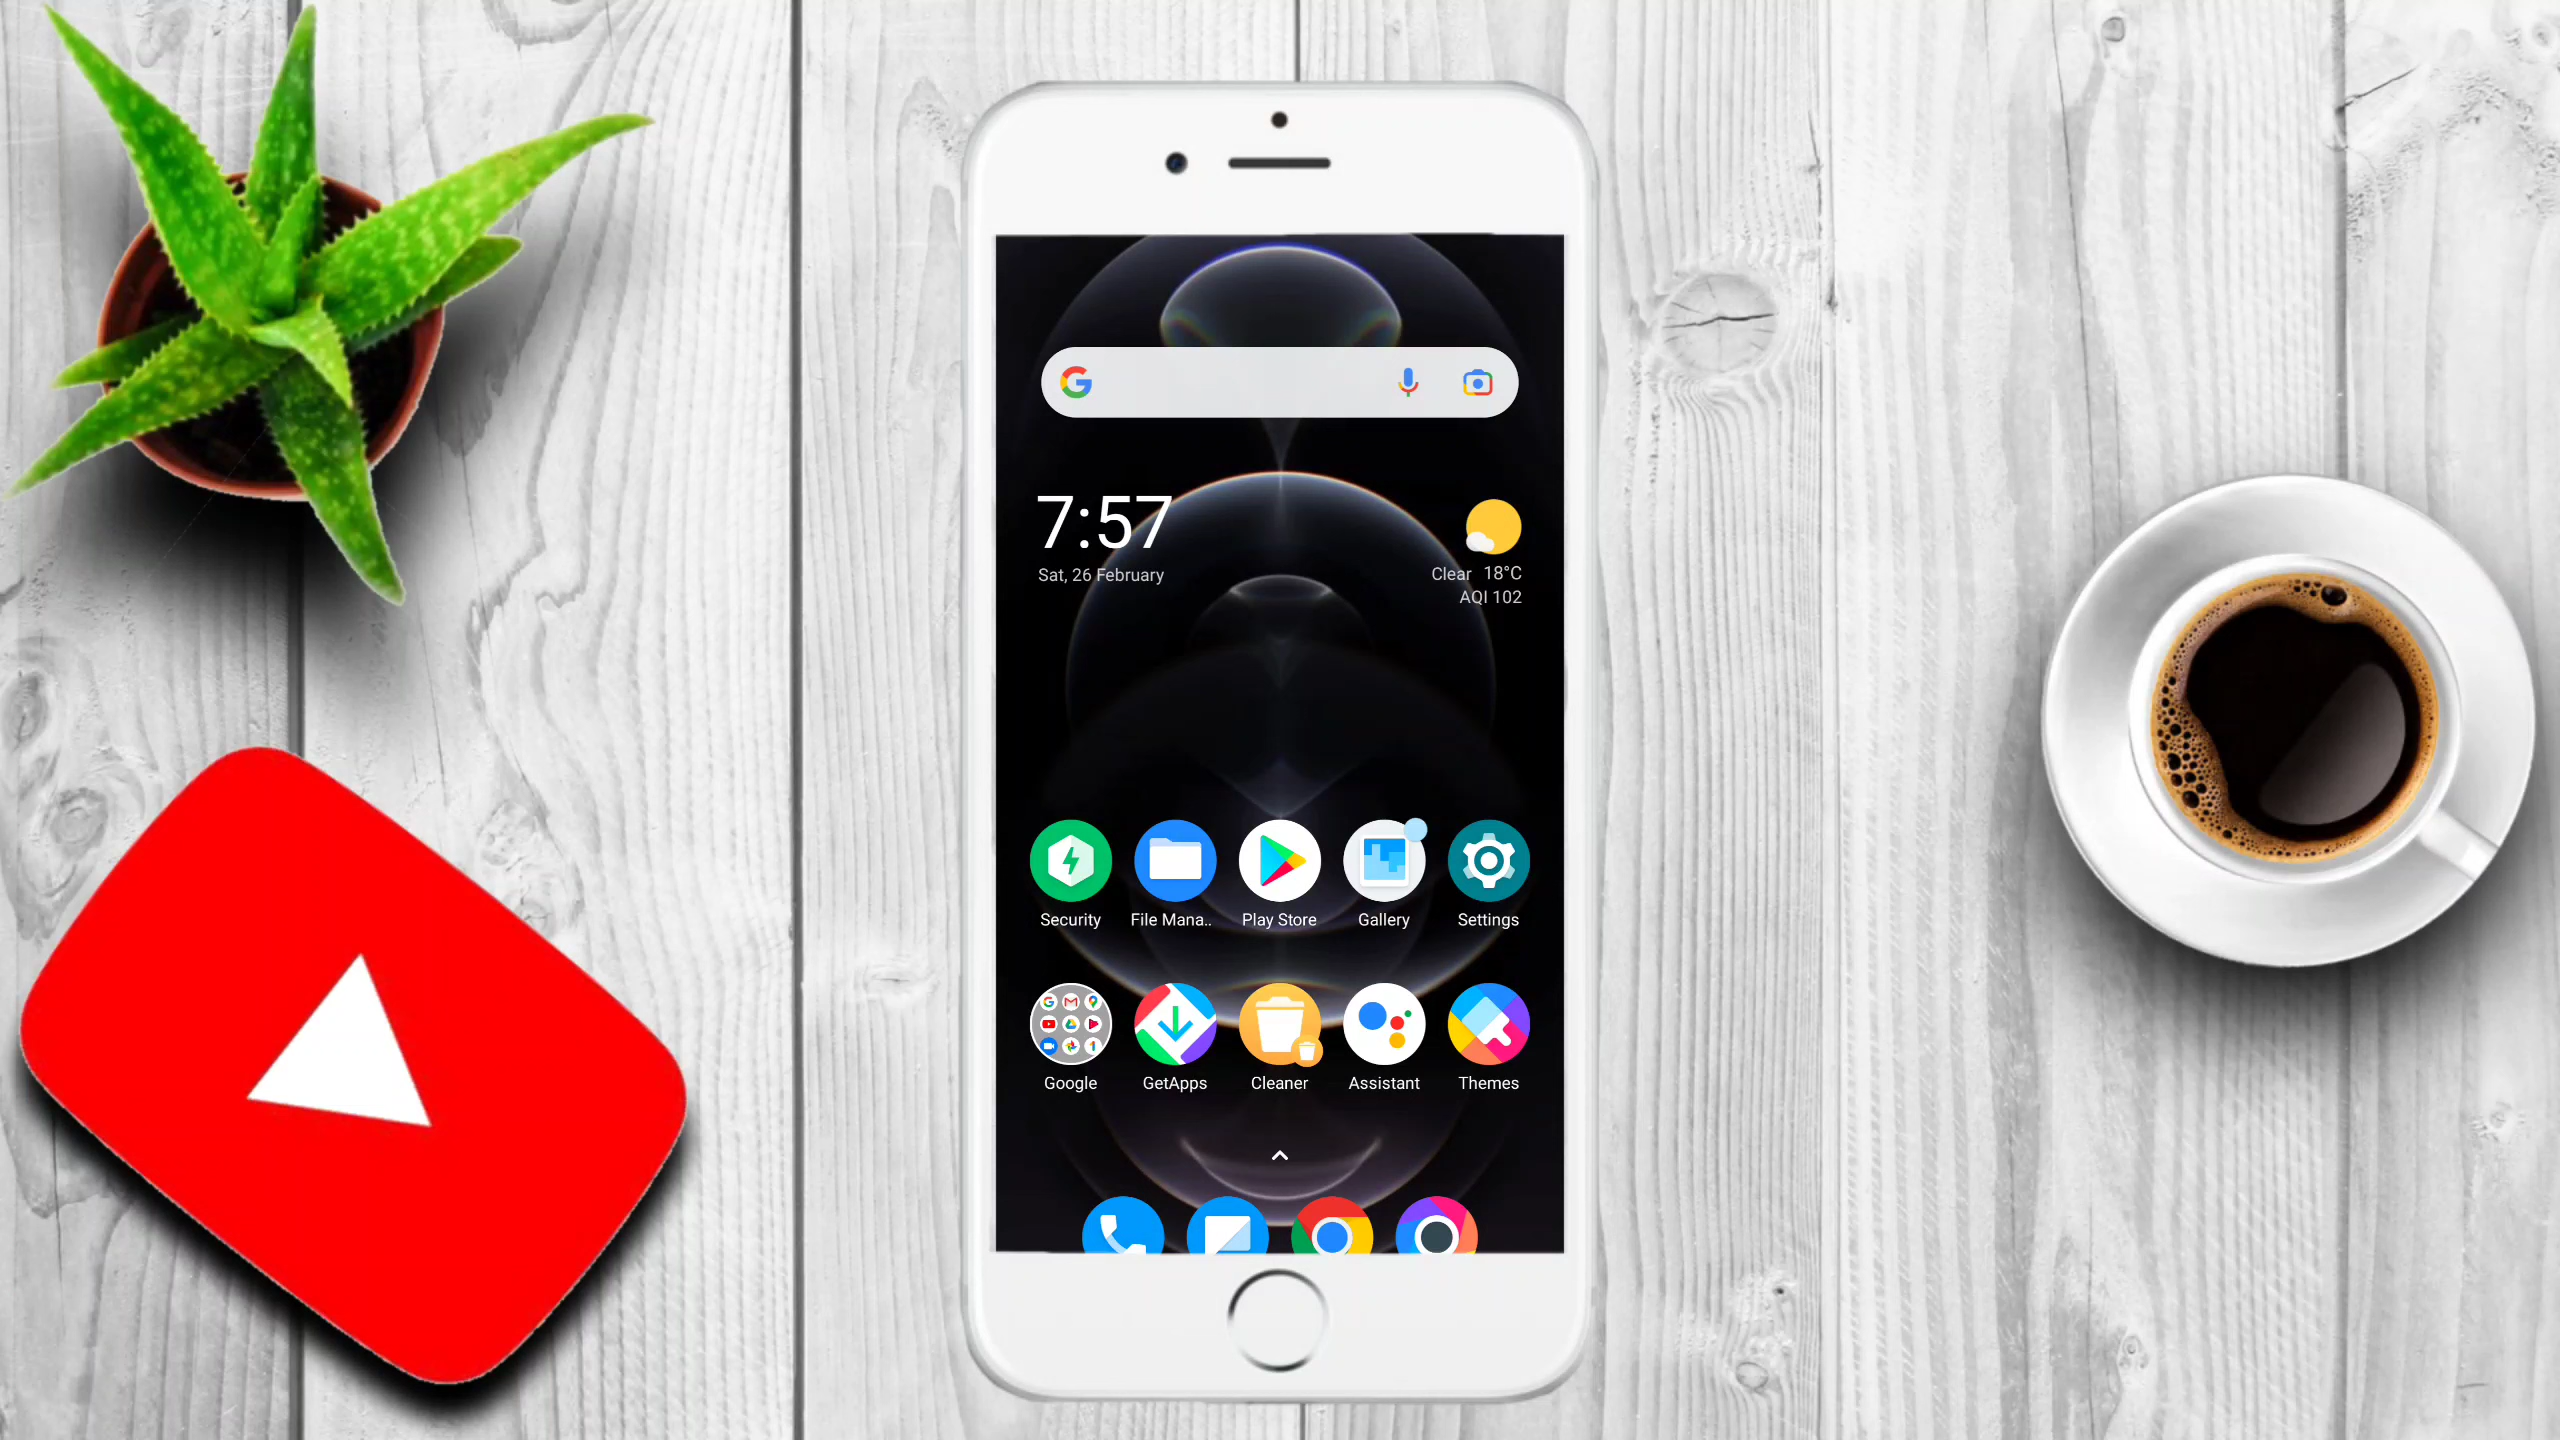 7:57
Sat, 26 February
Clear 18°C
AQI 102
Security
File Mana..
Play Store
Gallery
Settings
Google
GetApps
Cleaner
Assistant
Themes